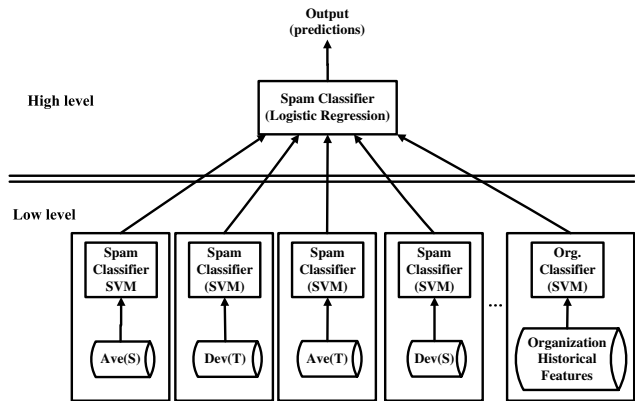 Output
(predictions)
High level
Spam Classifier
(Logistic Regression)
Low level
Spam
Classifier
SVM
Spam
Classifier
(SVM)
Spam
Classifier
(SVM)
Spam
Classifier
(SVM)
Org.
Classifier
(SVM)
...
Ave(S)
Dev(T)
Ave(T)
Dev(S)
Organization
Historical
Features